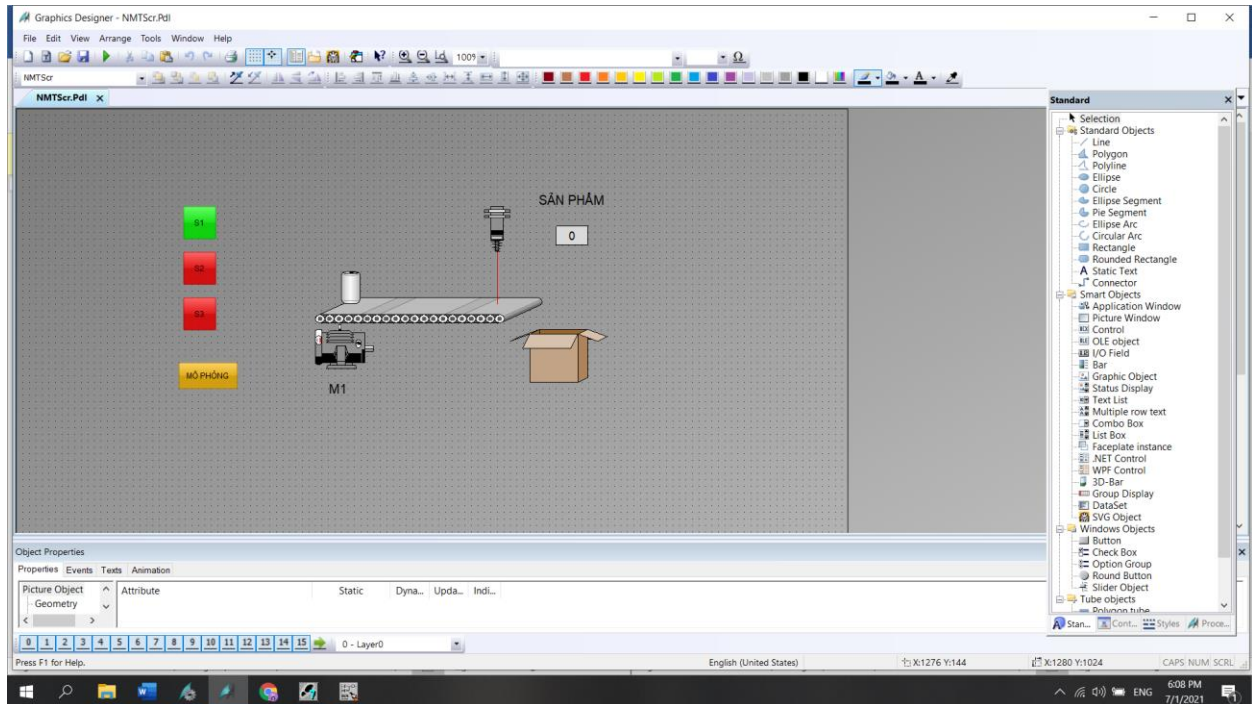 Graphics Designer - NMTScr.Pdl
File Edit View Arrange Tools Window Help
100%
NMTScr
NMTScr.Pdl
SẢN PHẨM
0
S1
S2
S3
MÔ PHỎNG
M1
Standard
Selection
Standard Objects
Line
Polygon
Polyline
Ellipse
Circle
Ellipse Segment
Pie Segment
Ellipse Arc
Circular Arc
Rectangle
Rounded Rectangle
Static Text
Connector
Smart Objects
Application Window
Picture Window
Control
OLE object
I/O Field
Bar
Graphic Object
Status Display
Text List
Multiple row text
Combo Box
List Box
Faceplate instance
.NET Control
WPF Control
3D-Bar
Group Display
DataSet
SVG Object
Windows Objects
Button
Check Box
Option Group
Round Button
Slider Object
Tube objects
Polygon tube
Stan... Cont... Styles Proce...
Object Properties
Properties Events Texts Animation
Picture Object
Geometry
Attribute Static Dyna... Upda... Indi...
0 1 2 3 4 5 6 7 8 9 10 11 12 13 14 15 0 - Layer0
Press F1 for Help. English (United States) X:1276 Y:144 X:1280 Y:1024 CAPS NUM SCRL
ENG 6:08 PM
7/1/2021